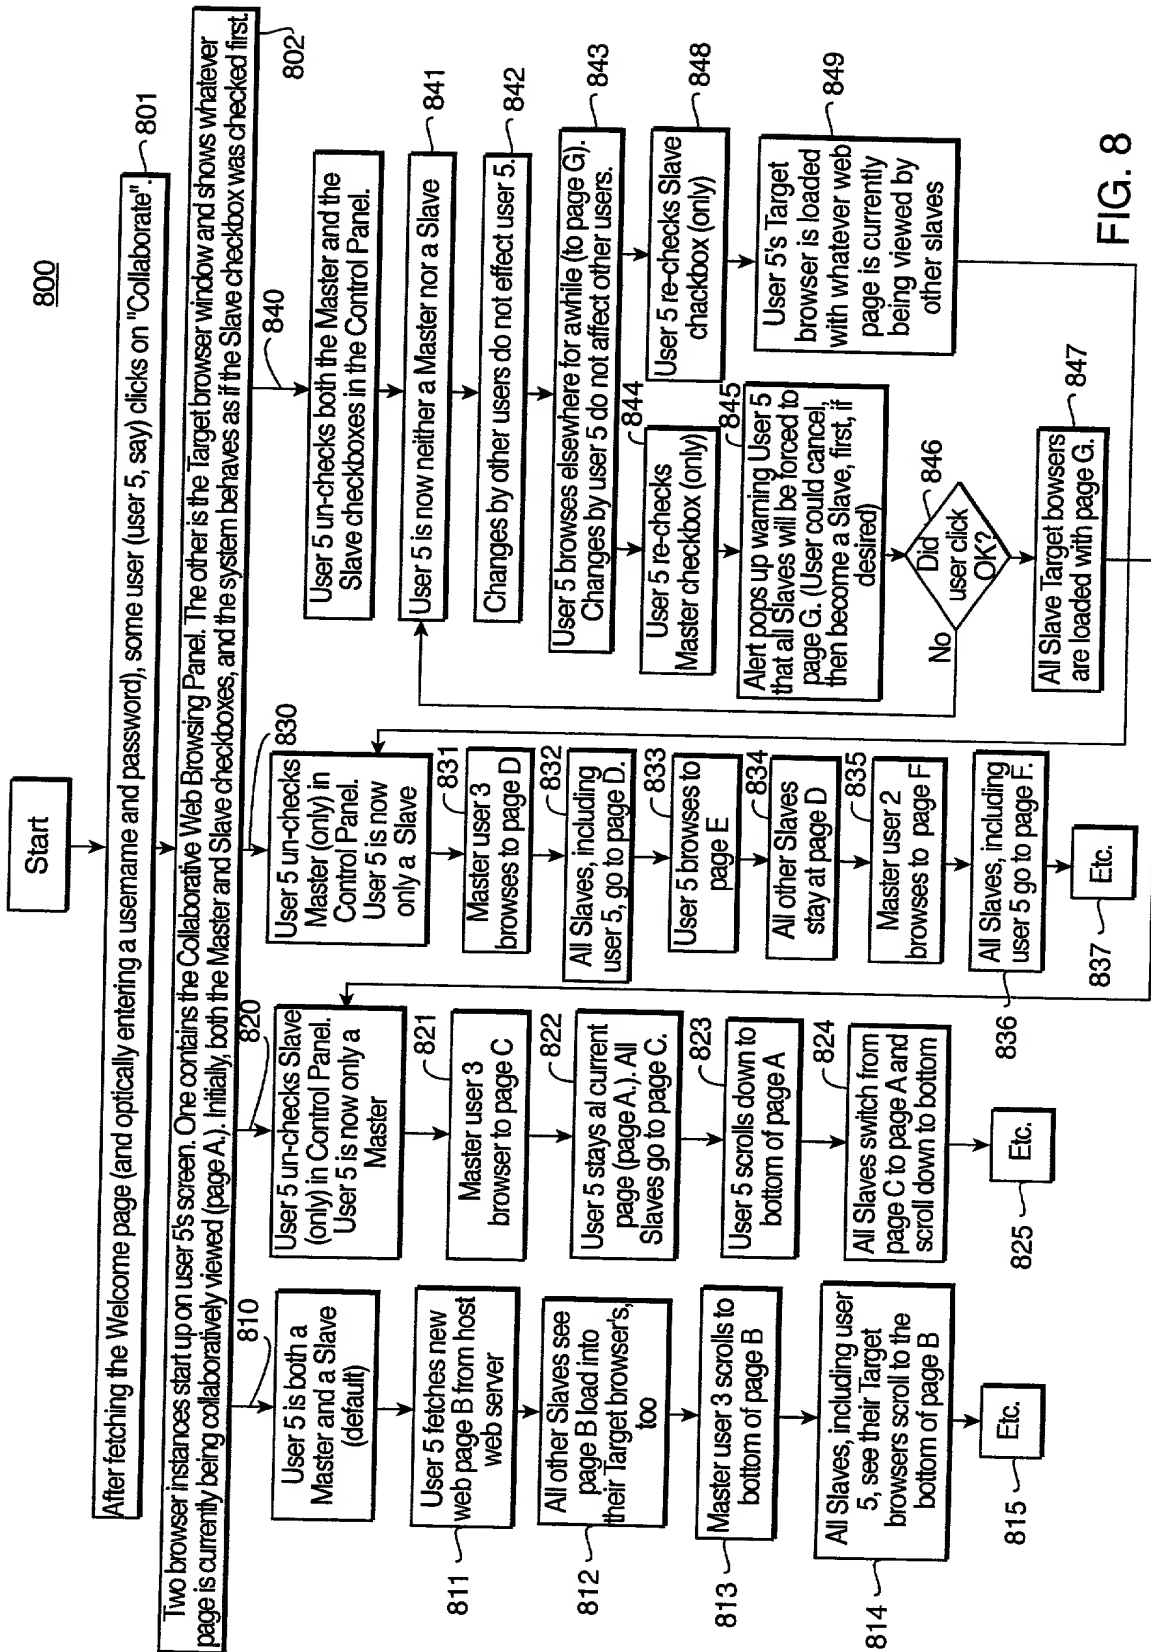 800
Start
After fetching the Welcome page (and optically entering a username and password), some user (user 5, say) clicks on "Collaborate".
801
Two browser instances start up on user 5's screen. One contains the Collaborative Web Browsing Panel. The other is the Target browser window and shows whatever
page is currently being collaboratively viewed (page A.). Initially, both the Master and Slave checkboxes, and the system behaves as if the Slave checkbox was checked first.
802
810
User 5 is both a
Master and a Slave
(default)
User 5 fetches new
web page B from host
web server
811
All other Slaves see
page B load into
their Target browser's,
too
812
Master user 3 scrolls to
bottom of page B
813
All Slaves, including user
5, see their Target
browsers scroll to the
bottom of page B
814
Etc.
815
820
User 5 un-checks Slave
(only) in Control Panel.
User 5 is now only a
Master
821
Master user 3
browser to page C
822
User 5 stays al current
page (page A.). All
Slaves go to page C.
823
User 5 scrolls down to
bottom of page A
824
All Slaves switch from
page C to page A and
scroll down to bottom
Etc.
825
830
User 5 un-checks
Master (only) in
Control Panel.
User 5 is now
only a Slave
831
Master user 3
browses to page D
832
All Slaves, including
user 5, go to page D.
833
User 5 browses to
page E
834
All other Slaves
stay at page D
835
Master user 2
browses to page F
All Slaves, including
user 5 go to page F.
836
Etc.
837
840
User 5 un-checks both the Master and the
Slave checkboxes in the Control Panel.
User 5 is now neither a Master nor a Slave
841
Changes by other users do not effect user 5.
842
User 5 browses elsewhere for awhile (to page G).
Changes by user 5 do not affect other users.
843
844
User 5 re-checks
Master checkbox (only)
845
Alert pops up warning User 5
that all Slaves will be forced to
page G. (User could cancel,
then become a Slave, first, if
desired)
Did
user click
OK?
846
No
All Slave Target bowsers
are loaded with page G.
847
User 5 re-checks Slave
chackbox (only)
848
User 5's Target
browser is loaded
with whatever web
page is currently
being viewed by
other slaves
849
FIG. 8